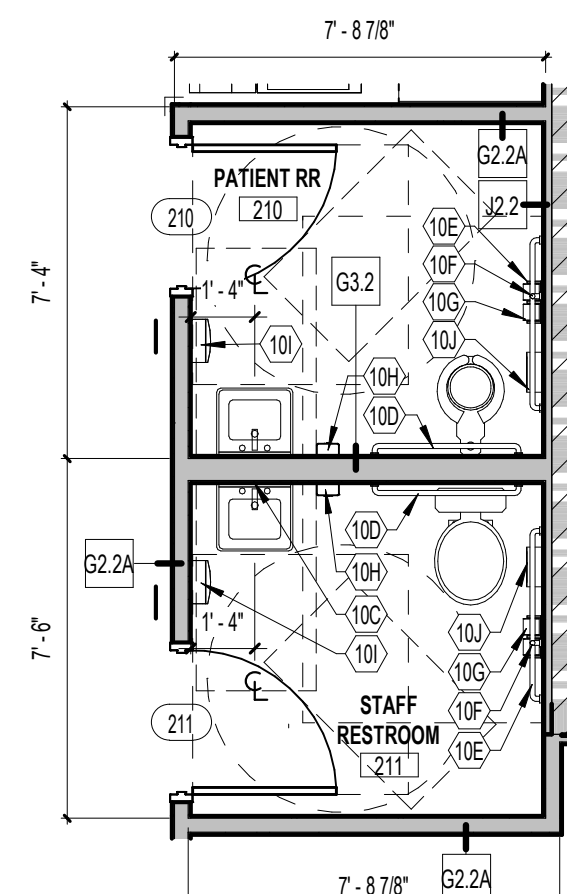 7' - 8 7/8"
G2.2A
PATIENT RR
J2.2
210
210
10E
10F
7' - 4"
G3.2
1' - 4"
℄
10G
10I
10J
10H
10D
10D
G2.2A
10H
10C
10J
1' - 4"
10I
7' - 6"
℄
10G
STAFF
RESTROOM
10F
211
10E
211
7' - 8 7/8"
G2.2A